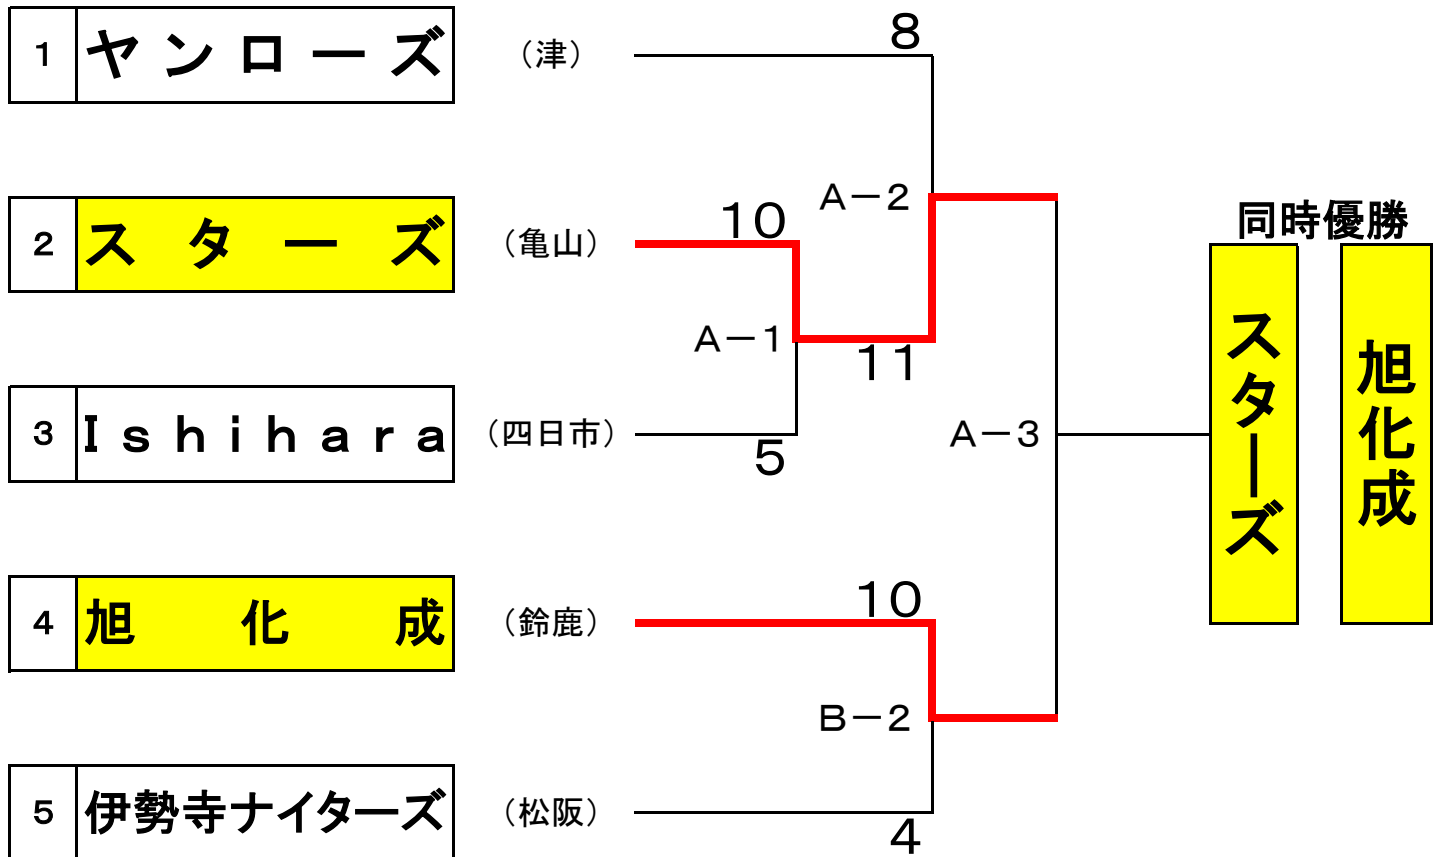 8
1 ヤンローズ （津）
A－2
同時優勝
10
2 スターズ （亀山）
A－1
11
スターズ
旭化成
3 Ｉｓｈｉｈａｒａ （四日市）
A－3
5
10
4 旭化成 （鈴鹿）
B－2
5 伊勢寺ナイターズ （松阪）
4